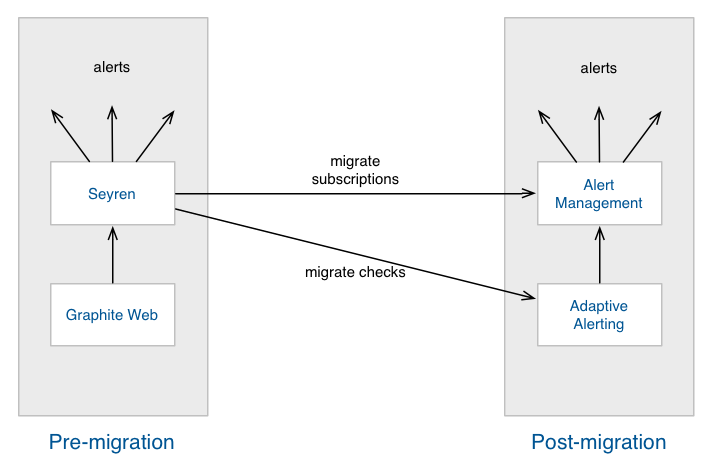 alerts
alerts
migrate
subscriptions
Seyren
Alert
Management
migrate checks
Graphite Web
Adaptive
Alerting
Pre-migration
Post-migration